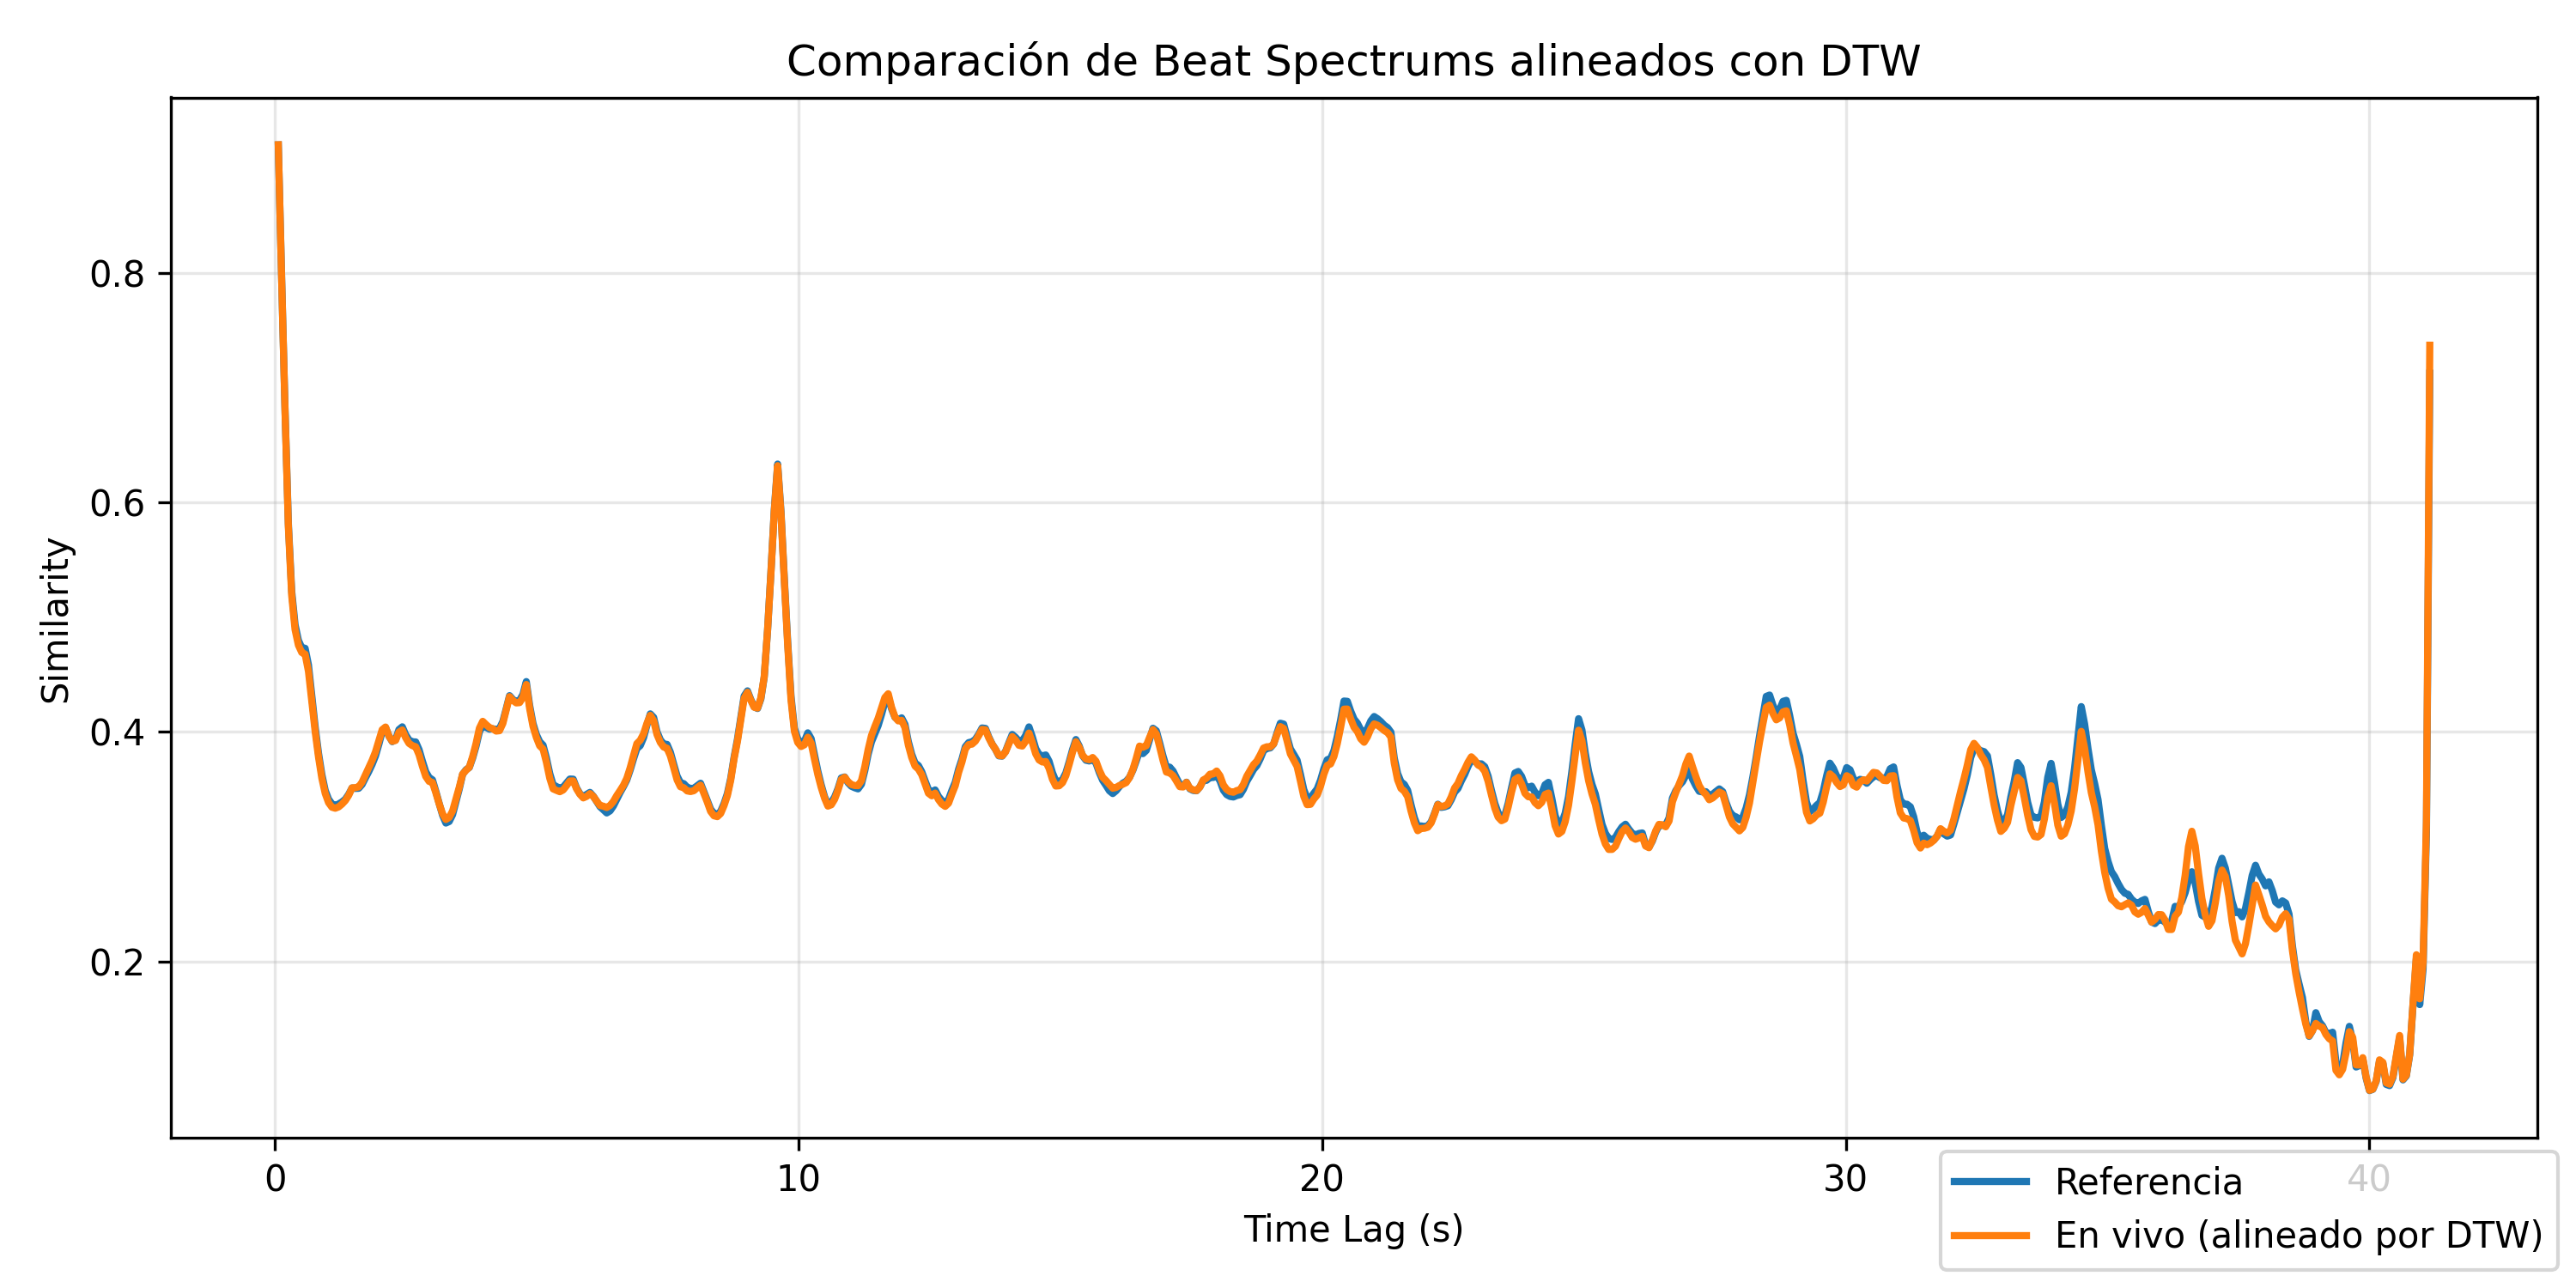 Comparación de Beat Spectrums alineados con DTW
Similarity
0.8
0.6
0.4
0.2
0 10 20 30 40
Time Lag (s)
Referencia
En vivo (alineado por DTW)